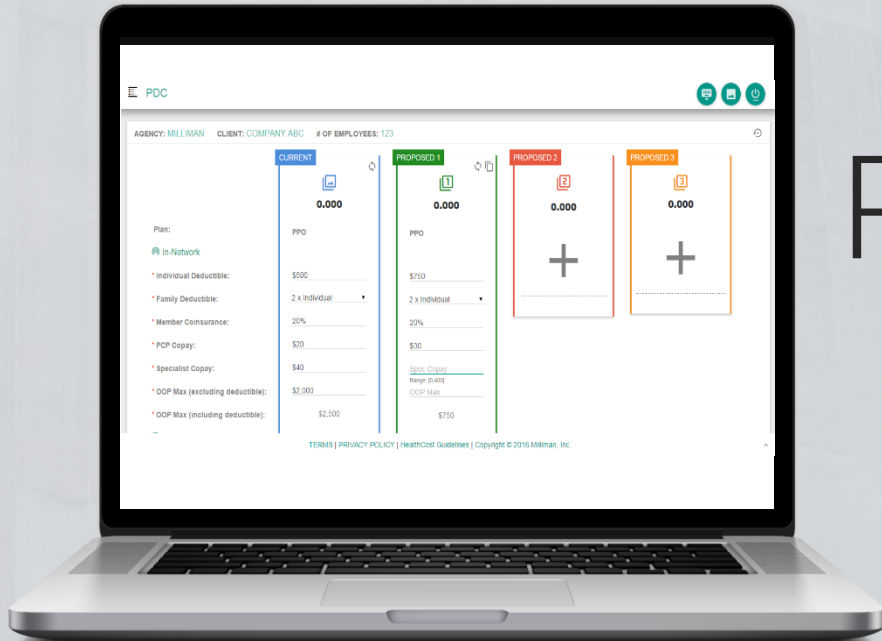 PDC
AGENCY: MILLIMAN CLIENT: COMPANY ABC # OF EMPLOYEES: 123
CURRENT PROPOSED 1 PROPOSED 2 PROPOSED 3
1 2 3
0.000 0.000 0.000 0.000
Plan: PPO PPO
In-Network
* Individual Deductible: $500 $750
* Family Deductible: 2 x Individual 2 x Individual
* Member Coinsurance: 20% 20%
* PCP Copay: $20 $30
* Specialist Copay: $40 Spec Copay
Range: [0,400]
* OOP Max (excluding deductible): $2,000 OOP Max
* OOP Max (including deductible): $2,500 $750
TERMS | PRIVACY POLICY | HealthCost Guidelines | Copyright © 2016 Milliman, Inc.